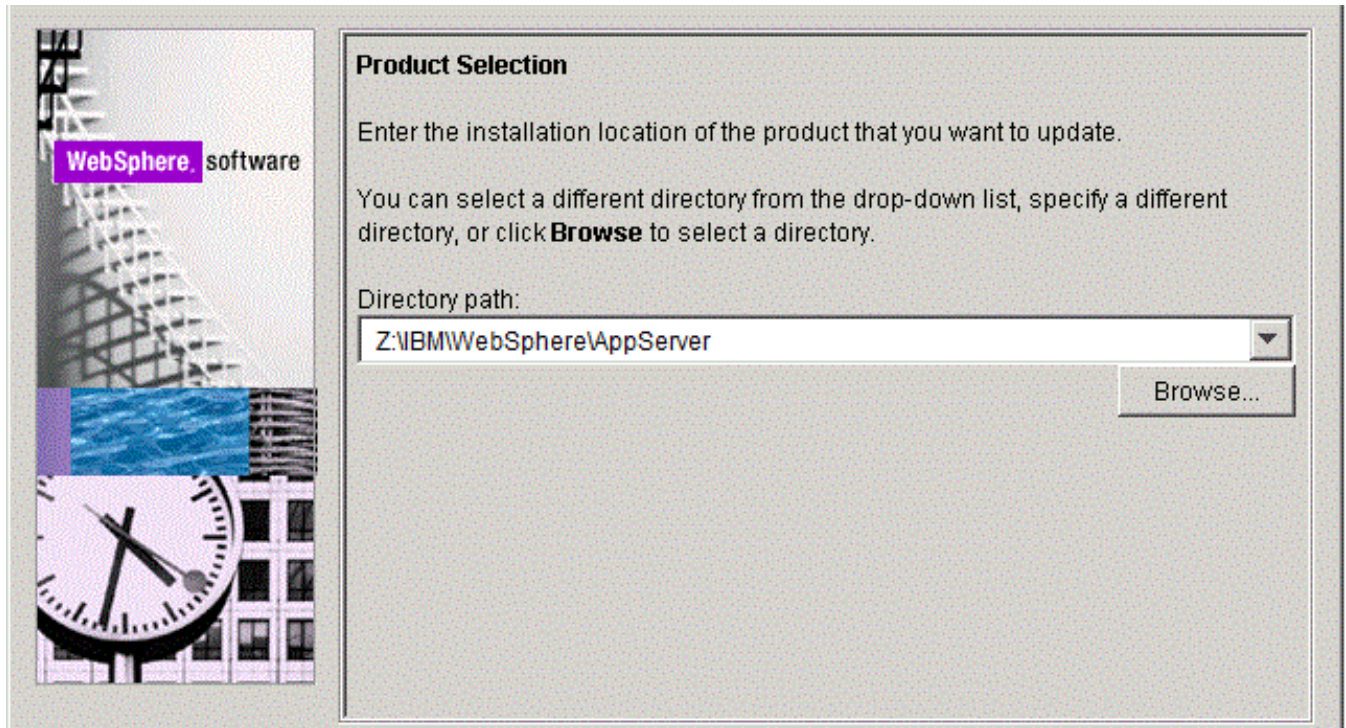 WebSphere. software
Product Selection
Enter the installation location of the product that you want to update.
You can select a different directory from the drop-down list, specify a different
directory, or click Browse to select a directory.
Directory path:
Z:\IBM\WebSphere\AppServer
Browse...